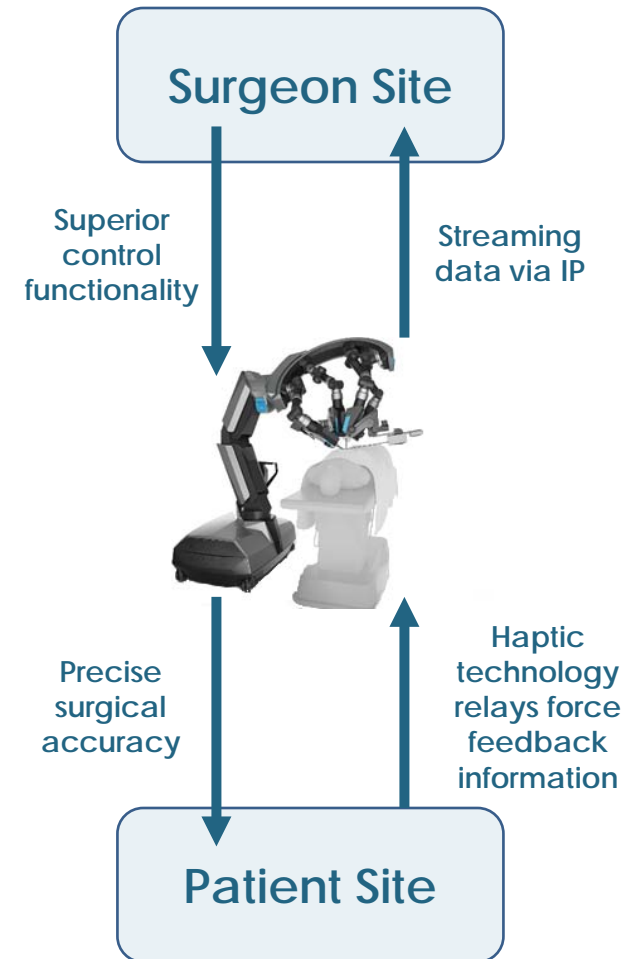 Surgeon Site
Superior
control
functionality
Streaming
data via IP
Precise
surgical
accuracy
Haptic
technology
relays force
feedback
information
Patient Site